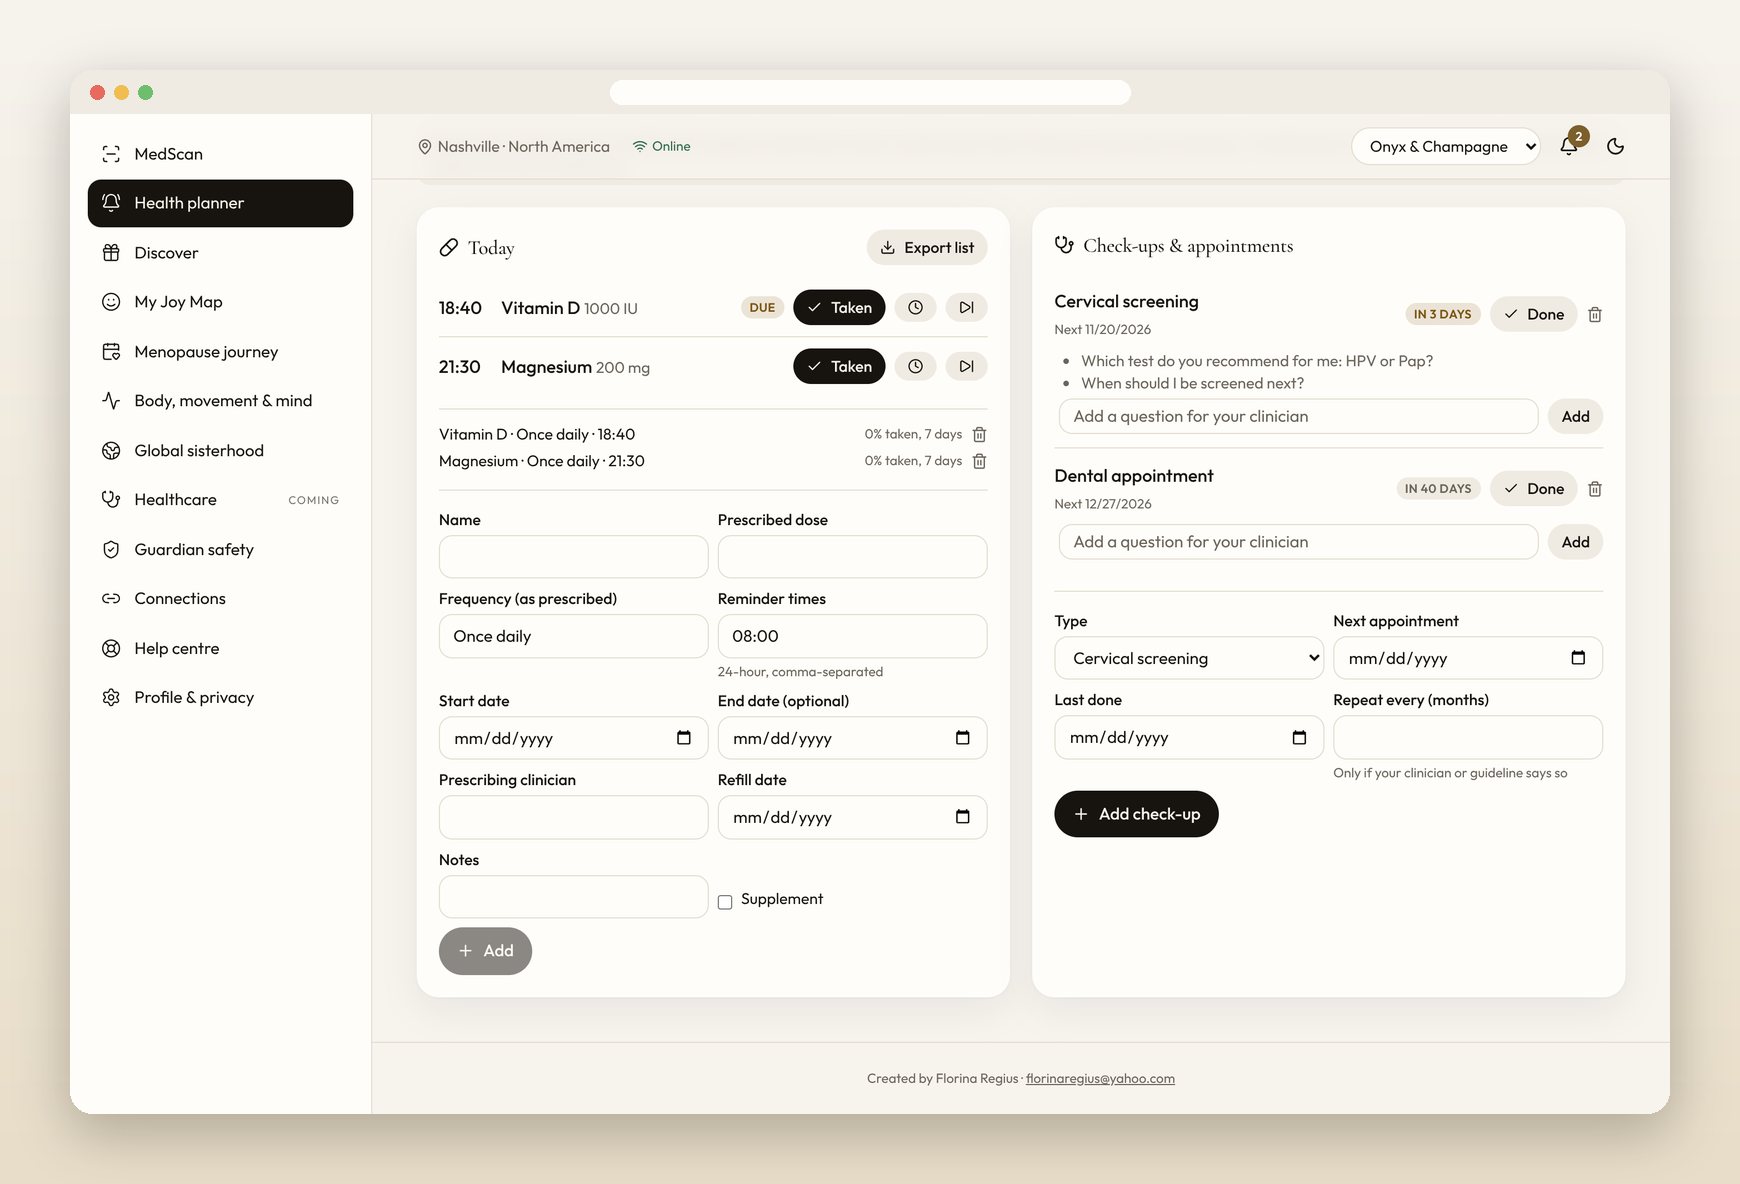 MedScan
Health planner
Discover
My Joy Map
Menopause journey
Body, movement & mind
Global sisterhood
Healthcare COMING
Guardian safety
Connections
Help centre
Profile & privacy
Nashville · North America Online
Onyx & Champagne 2
Today Export list
18:40 Vitamin D 1000 IU DUE Taken
21:30 Magnesium 200 mg Taken
Vitamin D · Once daily · 18:40 0% taken, 7 days
Magnesium · Once daily · 21:30 0% taken, 7 days
Name Prescribed dose
Frequency (as prescribed) Reminder times
Once daily 08:00
24-hour, comma-separated
Start date End date (optional)
mm/dd/yyyy mm/dd/yyyy
Prescribing clinician Refill date
mm/dd/yyyy
Notes
Supplement
+ Add
Check-ups & appointments
Cervical screening
Next 11/20/2026
IN 3 DAYS Done
• Which test do you recommend for me: HPV or Pap?
• When should I be screened next?
Add a question for your clinician Add
Dental appointment
Next 12/27/2026
IN 40 DAYS Done
Add a question for your clinician Add
Type Next appointment
Cervical screening mm/dd/yyyy
Last done Repeat every (months)
mm/dd/yyyy
Only if your clinician or guideline says so
+ Add check-up
Created by Florina Regius · florinaregius@yahoo.com